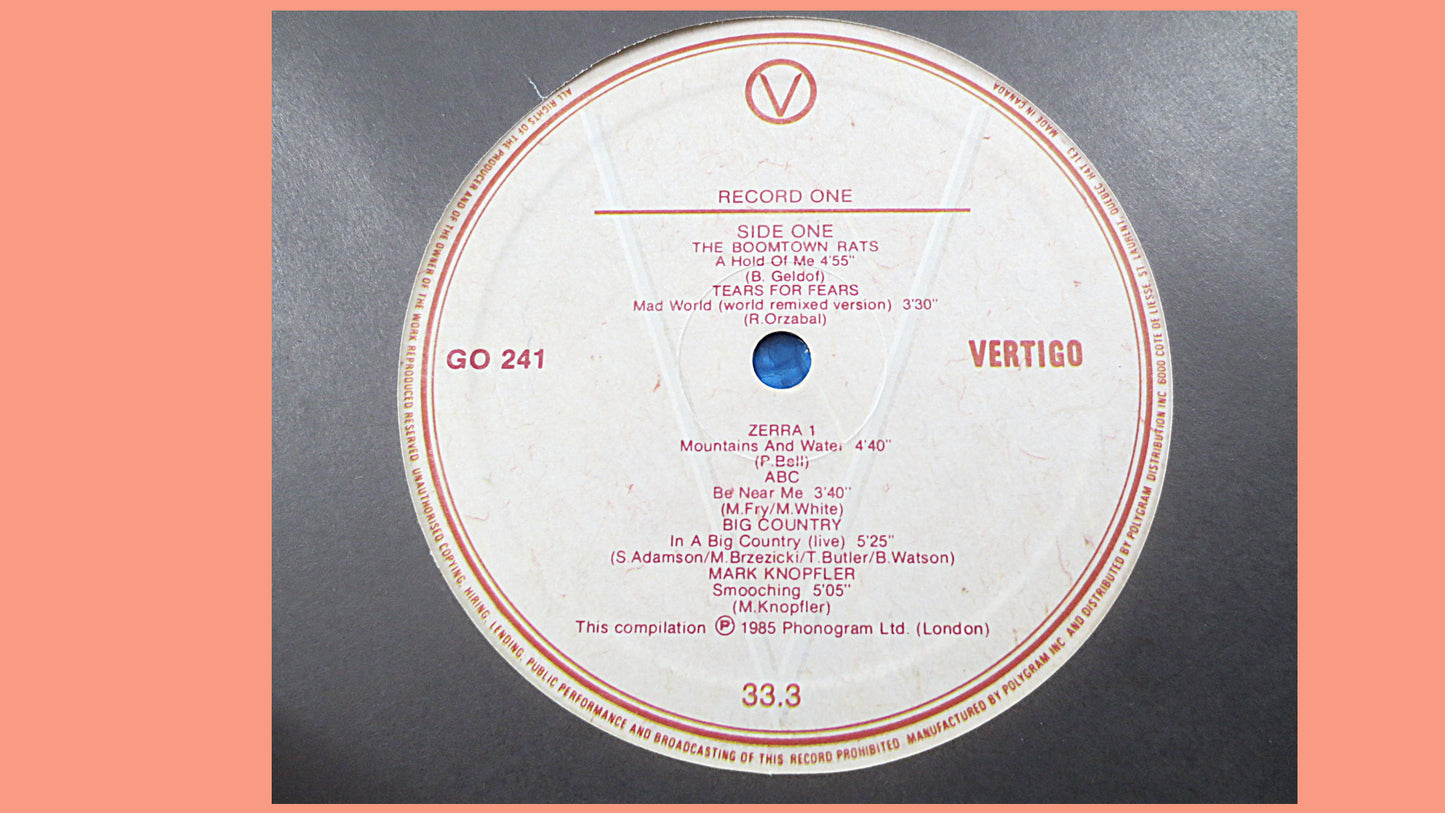 V
RECORD ONE
SIDE ONE
THE BOOMTOWN RATS
A Hold Of Me 4'55"
(B. Geldof)
TEARS FOR FEARS
Mad World (world remixed version) 3'30"
(R.Orzabal)
GO 241
VERTIGO
ZERRA 1
Mountains And Water 4'40"
(P.Bell)
ABC
Be Near Me 3'40"
(M.Fry/M.White)
BIG COUNTRY
In A Big Country (live) 5'25"
(S.Adamson/M.Brzezicki/T.Butler/B.Watson)
MARK KNOPFLER
Smooching 5'05"
(M.Knopfler)
This compilation ℗ 1985 Phonogram Ltd. (London)
33.3
ALL RIGHTS OF THE PRODUCER AND OF THE OWNER OF THE WORK REPRODUCED RESERVED. UNAUTHORISED COPYING, HIRING, LENDING, PUBLIC PERFORMANCE AND BROADCASTING OF THIS RECORD PROHIBITED MANUFACTURED BY POLYGRAM INC AND DISTRIBUTED BY POLYGRAM DISTRIBUTION INC. 6000 COTE DE LIESSE, ST. LAURENT, QUEBEC H4T 1E3 MADE IN CANADA